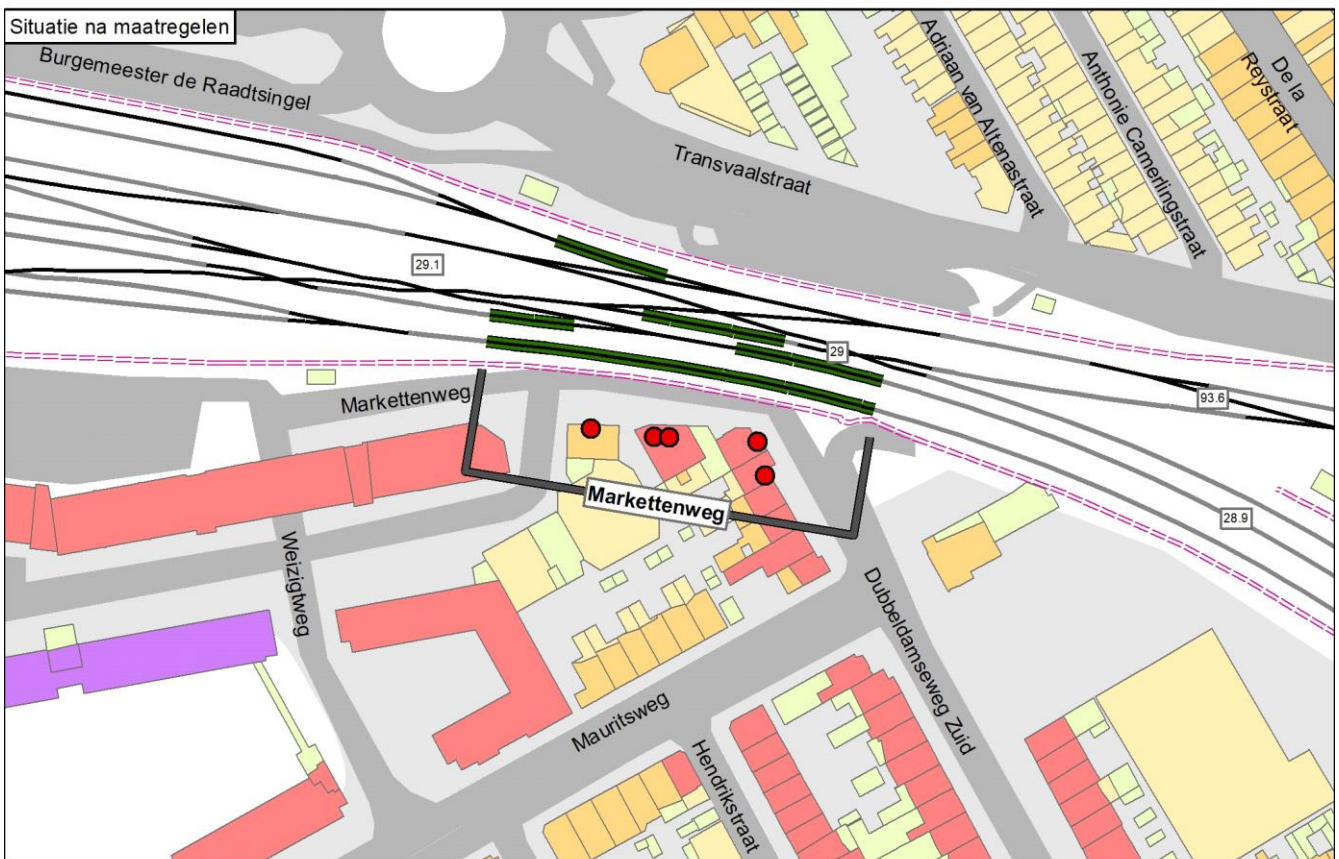 Situatie na maatregelen
Burgemeester de Raadtsingel
Transvaalstraat
Adriaan van Altenastraat
Anthonie Camerlingstraat
De la
Reystraat
29.1
29
93.6
28.9
Markettenweg
Markettenweg
Weizigtweg
Mauritsweg
Hendrikstraat
Dubbeldamseweg Zuid